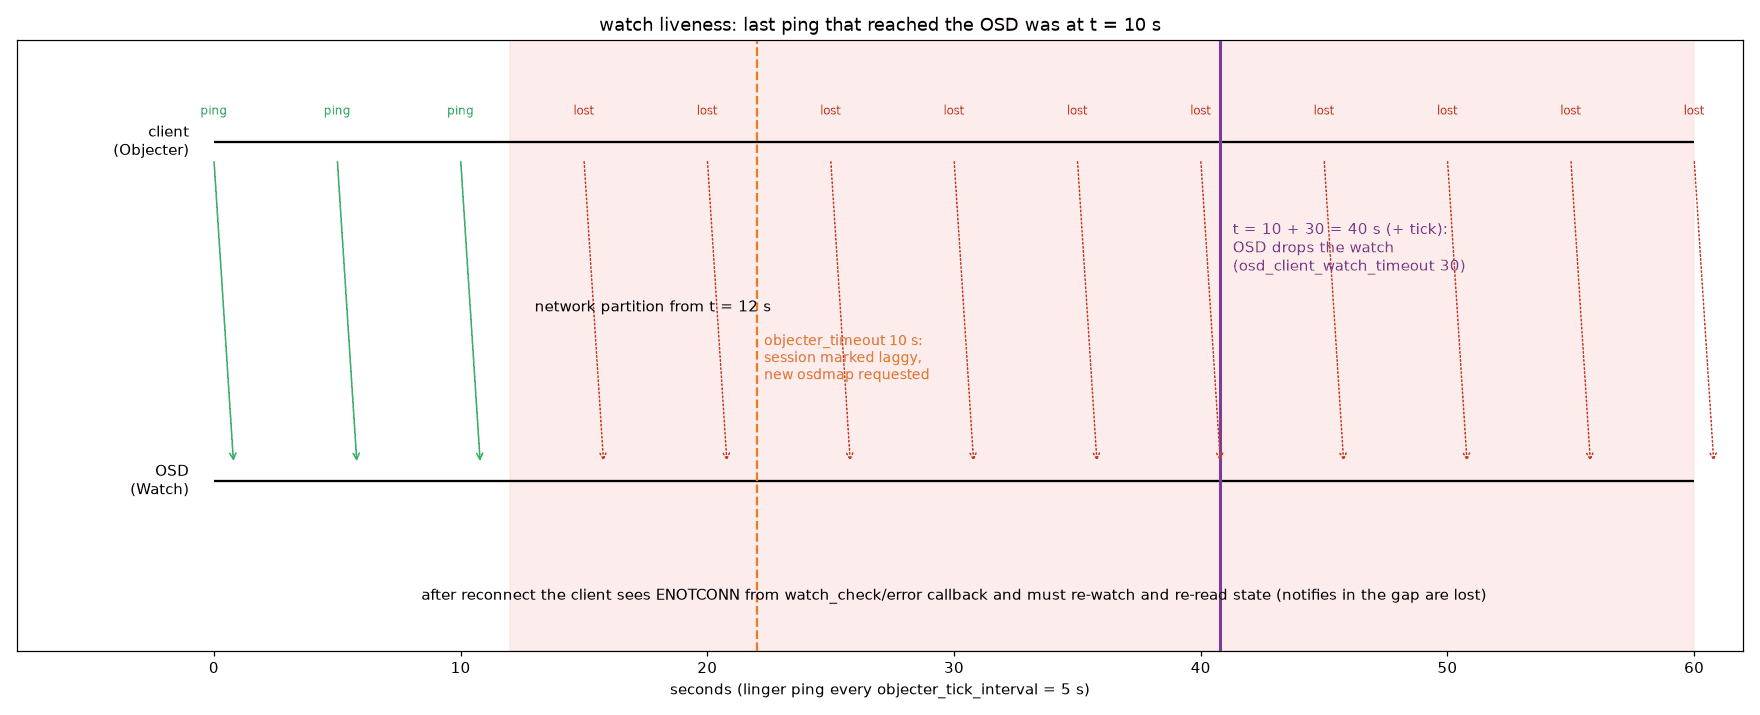 watch liveness: last ping that reached the OSD was at t = 10 s
ping ping ping lost lost lost lost lost lost lost lost lost lost
client
(Objecter)
t = 10 + 30 = 40 s (+ tick):
OSD drops the watch
(osd_client_watch_timeout 30)
network partition from t = 12 s
objecter_timeout 10 s:
session marked laggy,
new osdmap requested
OSD
(Watch)
after reconnect the client sees ENOTCONN from watch_check/error callback and must re-watch and re-read state (notifies in the gap are lost)
0 10 20 30 40 50 60
seconds (linger ping every objecter_tick_interval = 5 s)